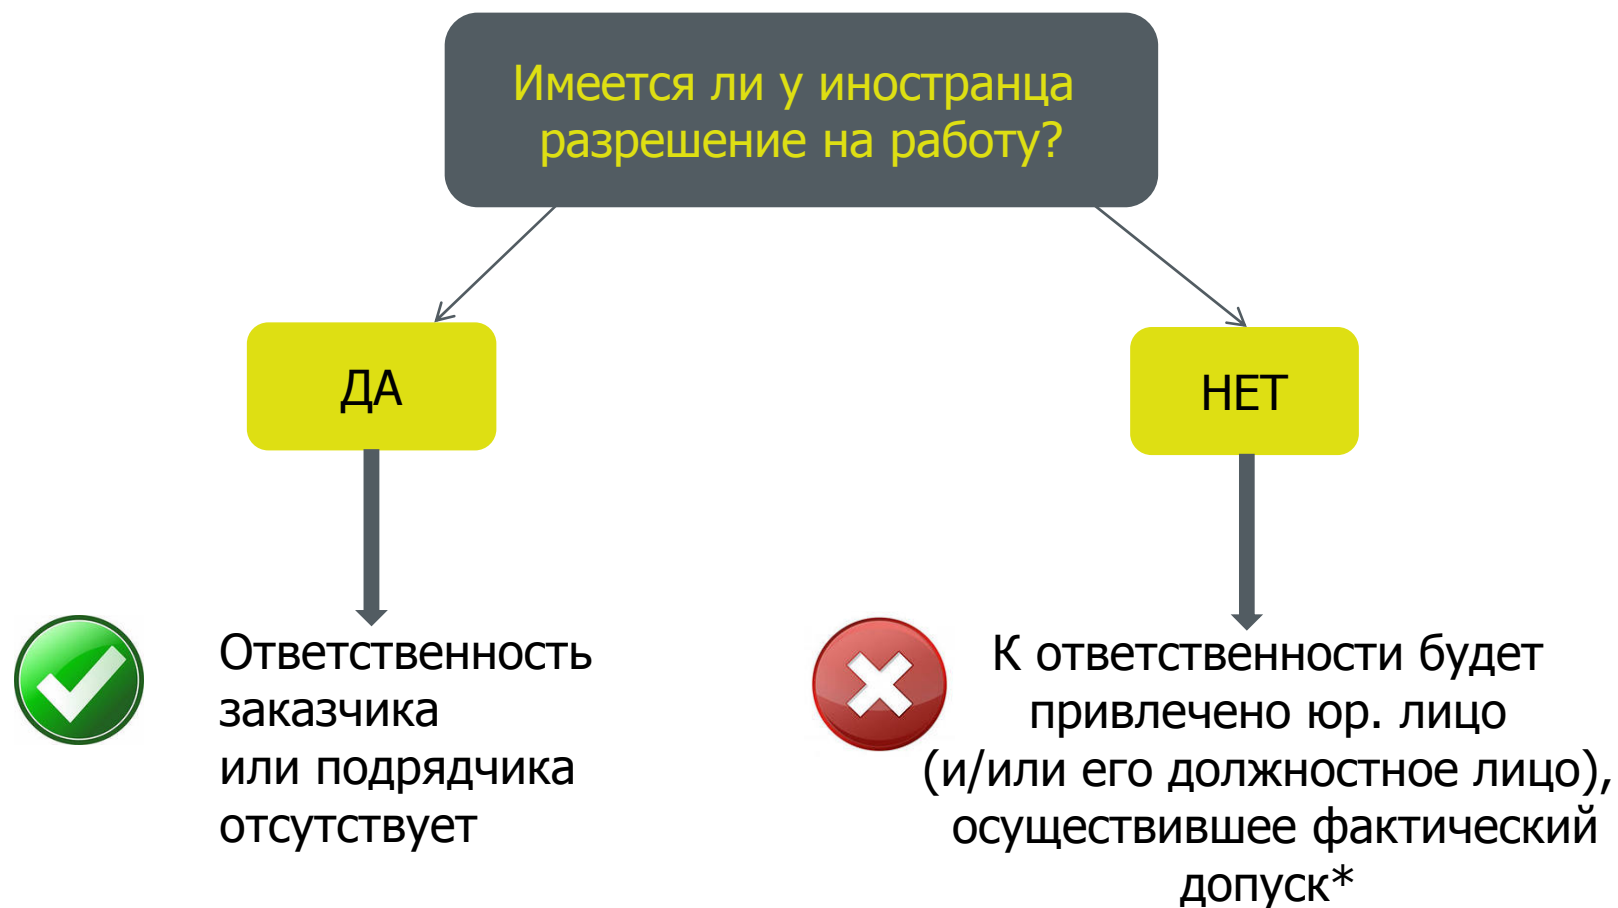 Имеется ли у иностранца
разрешение на работу?
ДА
НЕТ
Ответственность
заказчика
или подрядчика
отсутствует
К ответственности будет
привлечено юр. лицо
(и/или его должностное лицо),
осуществившее фактический
допуск*